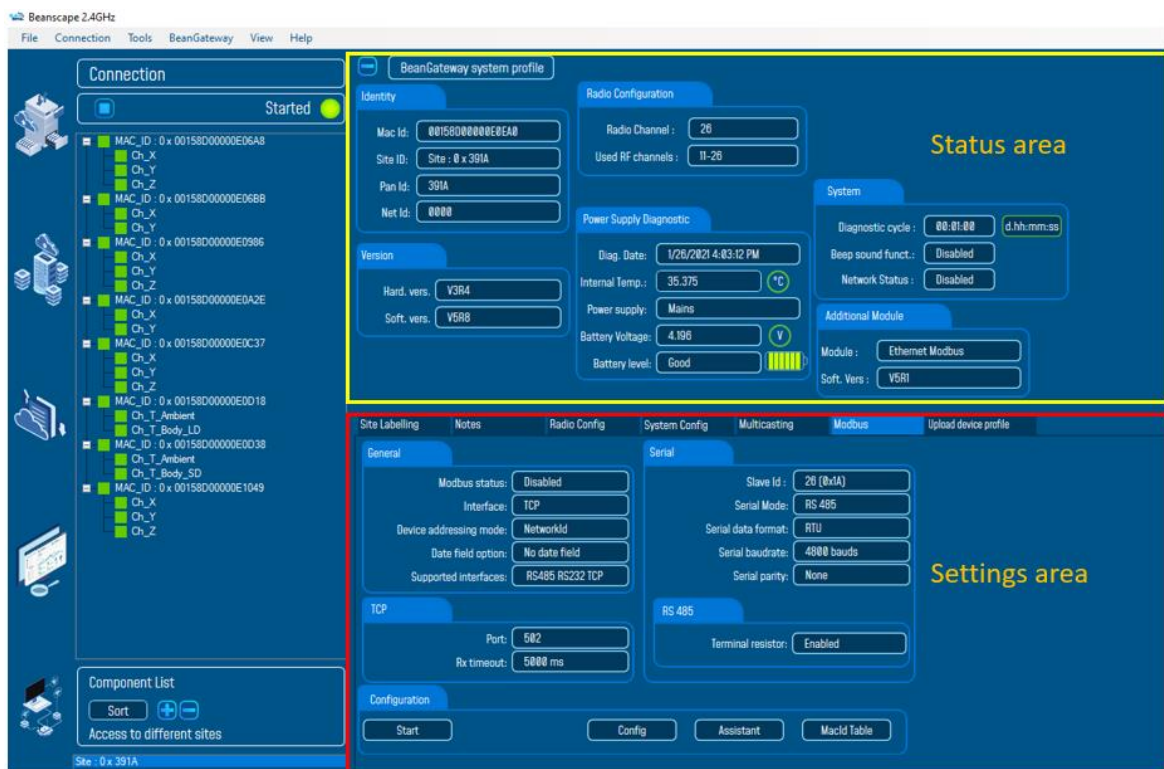 Beanscape 2.4GHz
File Connection Tools BeanGateway View Help
Connection
Started
MAC_ID : 0 x 00158D00000E06A8
Ch_X
Ch_Y
Ch_Z
MAC_ID : 0 x 00158D00000E06BB
Ch_X
Ch_Y
MAC_ID : 0 x 00158D00000E0986
Ch_X
Ch_Y
Ch_Z
MAC_ID : 0 x 00158D00000E0A2E
Ch_X
Ch_Y
MAC_ID : 0 x 00158D00000E0C37
Ch_X
Ch_Y
Ch_Z
MAC_ID : 0 x 00158D00000E0D18
Ch_T_Ambient
Ch_T_Body_LD
MAC_ID : 0 x 00158D00000E0D38
Ch_T_Ambient
Ch_T_Body_SD
MAC_ID : 0 x 00158D00000E1049
Ch_X
Ch_Y
Ch_Z
Component List
Sort
Access to different sites
Site : 0 x 391A
BeanGateway system profile
Identity
Mac Id: 00158D00000E0EA0
Site ID: Site : 0 x 391A
Pan Id: 391A
Net Id: 0000
Version
Hard. vers. V3R4
Soft. vers. V5R8
Radio Configuration
Radio Channel : 26
Used RF channels : 11-26
Power Supply Diagnostic
Diag. Date: 1/26/2021 4:03:12 PM
Internal Temp.: 35.375 °C
Power supply: Mains
Battery Voltage: 4.196 V
Battery level: Good
Status area
System
Diagnostic cycle : 00:01:00 d.hh:mm:ss
Beep sound funct.: Disabled
Network Status : Disabled
Additional Module
Module : Ethernet Modbus
Soft. Vers : V5R1
Site Labelling Notes Radio Config System Config Multicasting Modbus Upload device profile
General
Modbus status: Disabled
Interface: TCP
Device addressing mode: NetworkId
Date field option: No date field
Supported interfaces: RS485 RS232 TCP
TCP
Port: 502
Rx timeout: 5000 ms
Serial
Slave Id : 26 (0x1A)
Serial Mode: RS 485
Serial data format: RTU
Serial baudrate: 4800 bauds
Serial parity: None
RS 485
Terminal resistor: Enabled
Settings area
Configuration
Start Config Assistant MacId Table